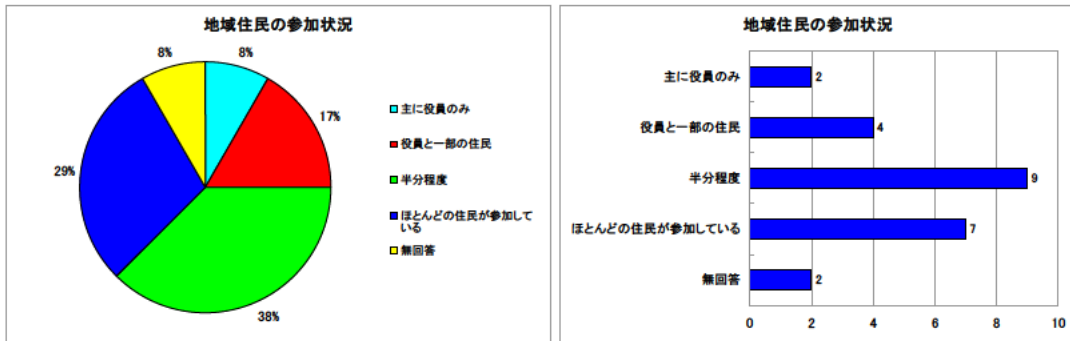 地域住民の参加状況
8%
8%
17%
29%
38%
主に役員のみ
役員と一部の住民
半分程度
ほとんどの住民が参加して
いる
無回答
地域住民の参加状況
主に役員のみ
2
役員と一部の住民
4
半分程度
9
ほとんどの住民が参加している
7
無回答
2
0 2 4 6 8 10